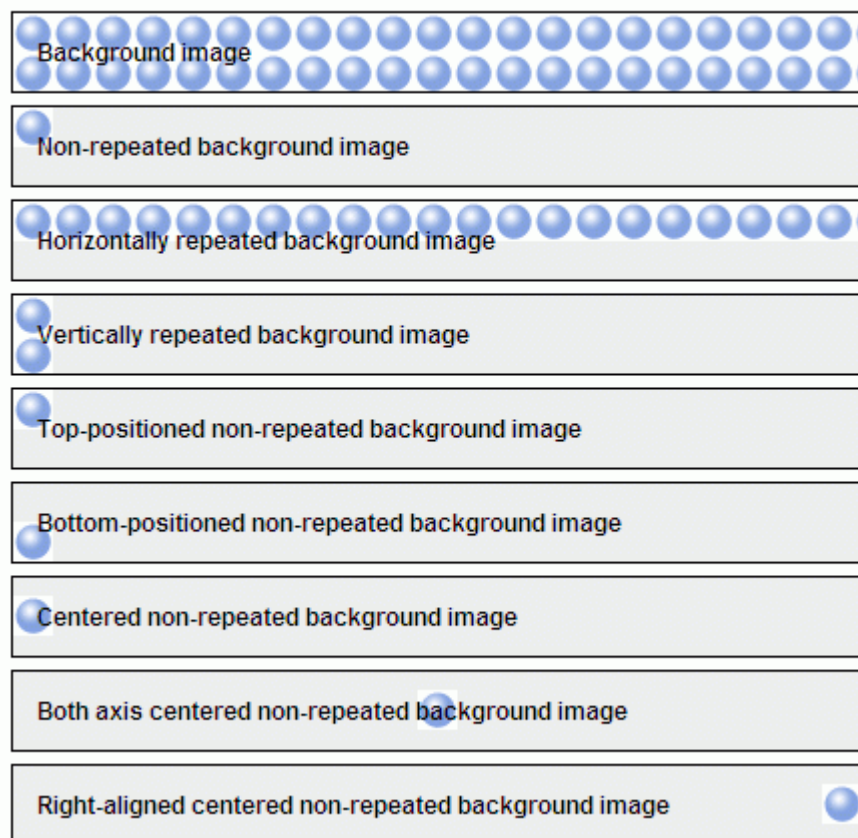 Background image
Non-repeated background image
Horizontally repeated background image
Vertically repeated background image
Top-positioned non-repeated background image
Bottom-positioned non-repeated background image
Centered non-repeated background image
Both axis centered non-repeated background image
Right-aligned centered non-repeated background image